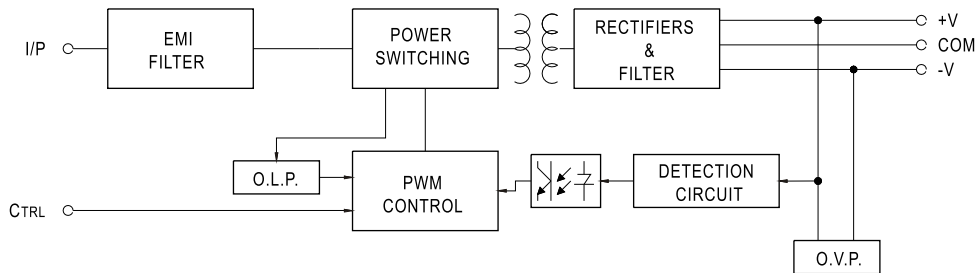 I/P
EMI
FILTER
POWER
SWITCHING
RECTIFIERS
&
FILTER
+V
COM
-V
O.L.P.
PWM
CONTROL
DETECTION
CIRCUIT
CTRL
O.V.P.